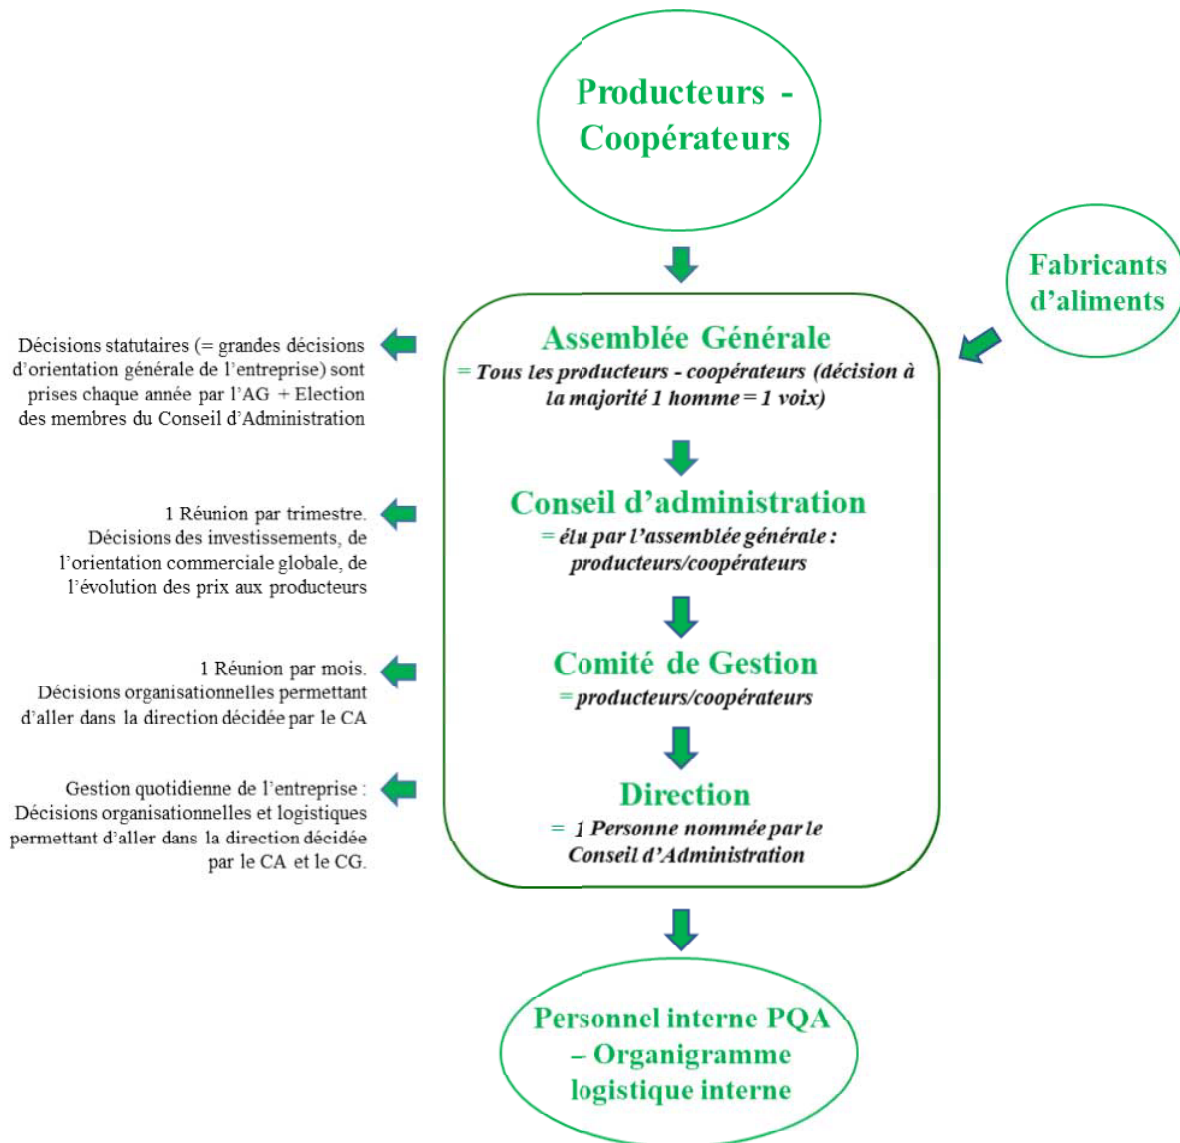 Producteurs -
Coopérateurs
Fabricants
d’aliments
Assemblée Générale
= Tous les producteurs - coopérateurs (décision à
la majorité 1 homme = 1 voix)
Décisions statutaires (= grandes décisions
d’orientation générale de l’entreprise) sont
prises chaque année par l’AG + Election
des membres du Conseil d’Administration
Conseil d’administration
= élu par l’assemblée générale :
producteurs/coopérateurs
1 Réunion par trimestre.
Décisions des investissements, de
l’orientation commerciale globale, de
l’évolution des prix aux producteurs
Comité de Gestion
= producteurs/coopérateurs
1 Réunion par mois.
Décisions organisationnelles permettant
d’aller dans la direction décidée par le CA
Direction
= 1 Personne nommée par le
Conseil d’Administration
Gestion quotidienne de l’entreprise :
Décisions organisationnelles et logistiques
permettant d’aller dans la direction décidée
par le CA et le CG.
Personnel interne PQA
– Organigramme
logistique interne